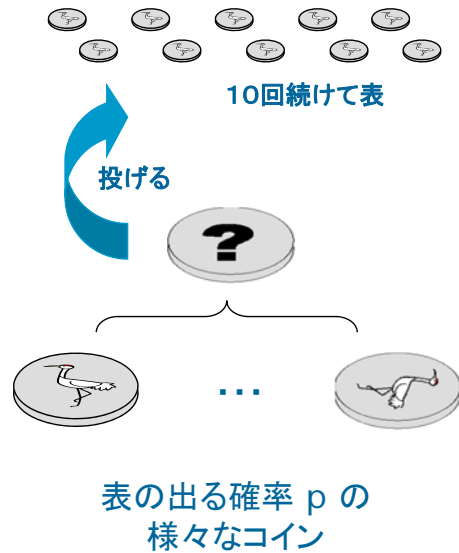 10回続けて表
投げる
?
...
表の出る確率 p の
様々なコイン